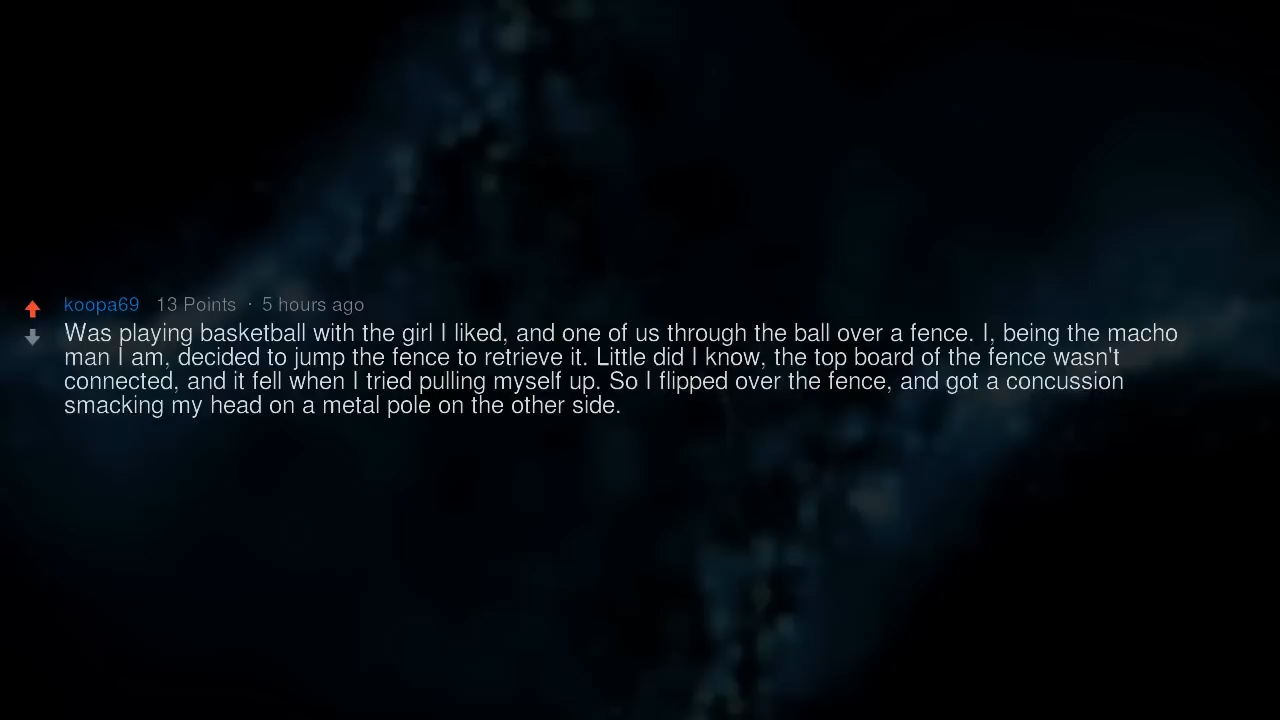 koopa69 13 Points · 5 hours ago
Was playing basketball with the girl I liked, and one of us through the ball over a fence. I, being the macho
man I am, decided to jump the fence to retrieve it. Little did I know, the top board of the fence wasn't
connected, and it fell when I tried pulling myself up. So I flipped over the fence, and got a concussion
smacking my head on a metal pole on the other side.